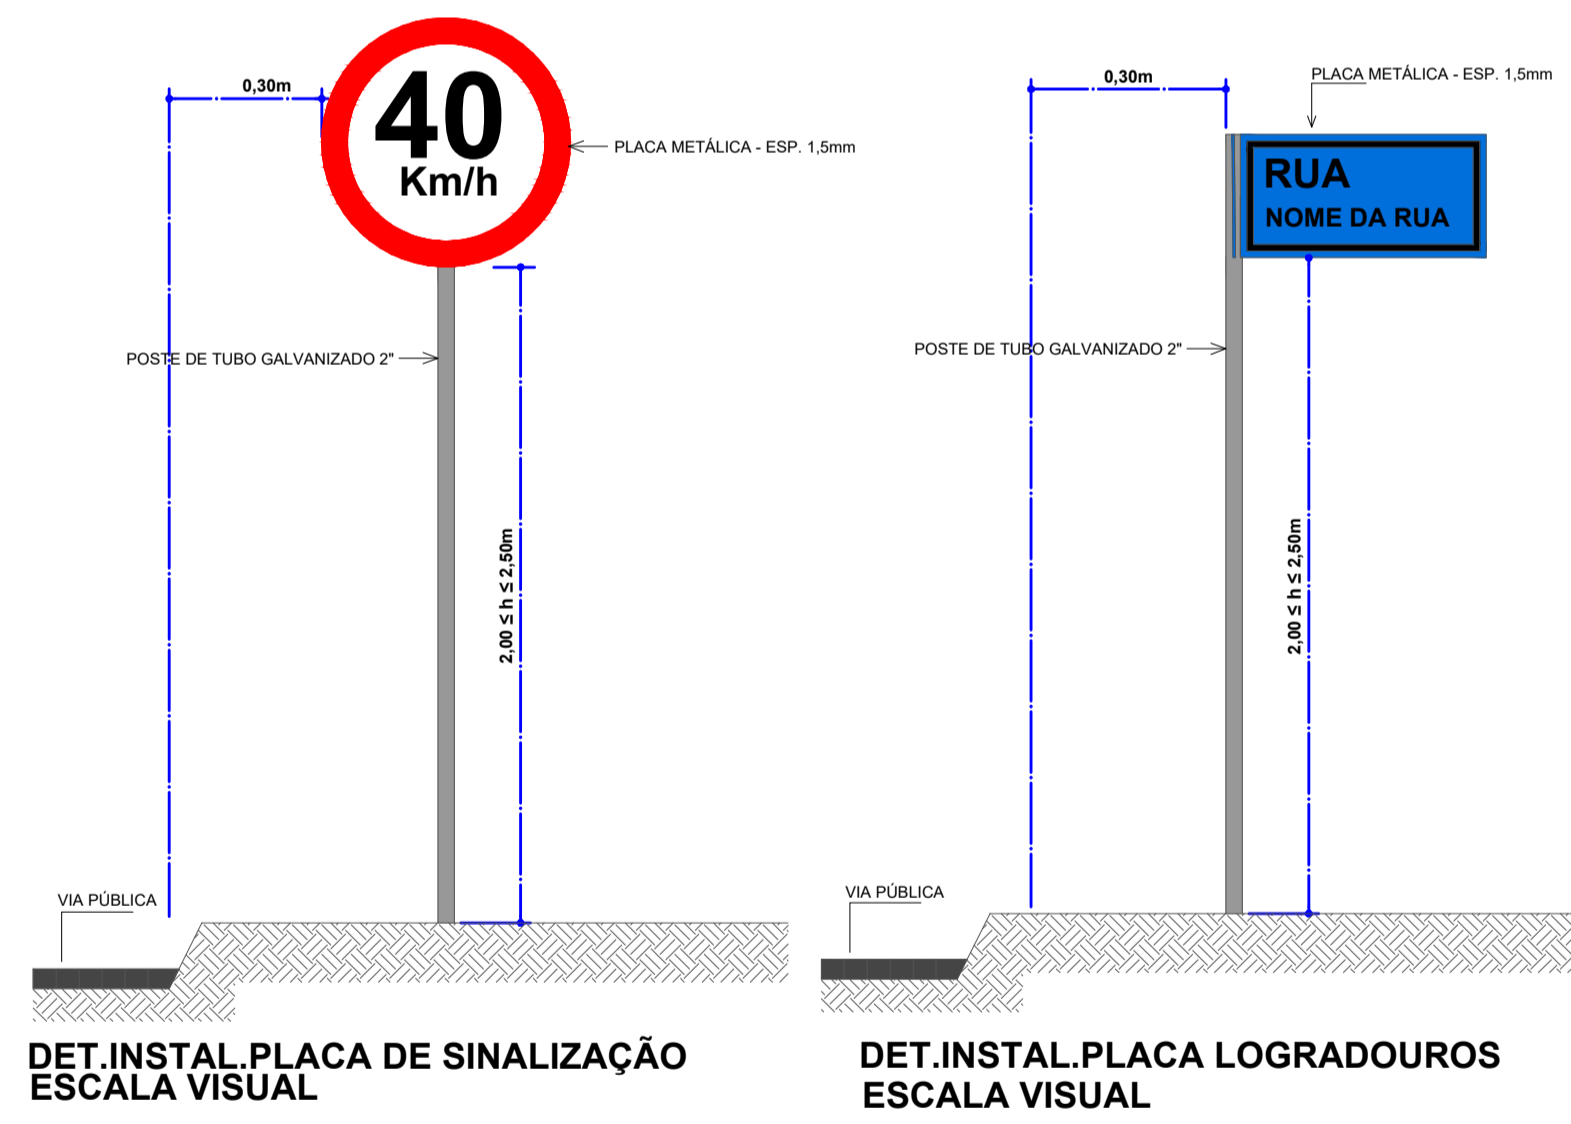 0,30m
40
Km/h
PLACA METÁLICA - ESP. 1,5mm
POSTE DE TUBO GALVANIZADO 2"
2,00 ≤ h ≤ 2,50m
VIA PÚBLICA
DET.INSTAL.PLACA DE SINALIZAÇÃO
ESCALA VISUAL
0,30m
PLACA METÁLICA - ESP. 1,5mm
RUA
NOME DA RUA
POSTE DE TUBO GALVANIZADO 2"
2,00 ≤ h ≤ 2,50m
VIA PÚBLICA
DET.INSTAL.PLACA LOGRADOUROS
ESCALA VISUAL